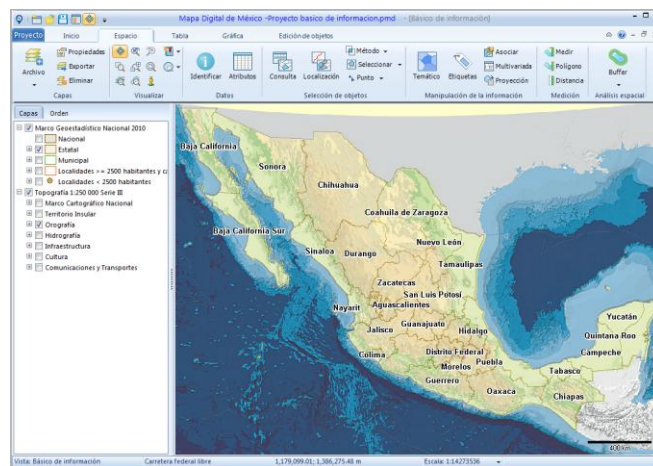 Mapa Digital de México -Proyecto basico de informacion.pmd - [Básico de información]
Proyecto Inicio Espacio Tabla Gráfica Edición de objetos
Archivo
Propiedades
Exportar
Eliminar
Identificar Atributos
Consulta Localización
Método
Seleccionar
Punto
Temático Etiquetas
Asociar
Multivariada
Proyección
Medir
Polígono
Distancia
Buffer
Capas Visualizar Datos Selección de objetos Manipulación de la información Medición Análisis espacial
Capas Orden
Marco Geoestadístico Nacional 2010
Nacional
Estatal
Municipal
Localidades >= 2500 habitantes y ca
Localidades < 2500 habitantes
Topografía 1:250 000 Serie III
Marco Cartográfico Nacional
Territorio Insular
Orografía
Hidrografía
Infraestructura
Cultura
Comunicaciones y Transportes
Baja California
Sonora
Chihuahua
Coahuila de Zaragoza
Baja California Sur
Nuevo León
Sinaloa
Durango
Tamaulipas
Zacatecas
San Luis Potosí
Aguascalientes
Nayarit
Jalisco
Guanajuato
Hidalgo
Yucatán
Quintana Roo
Campeche
Colima
Distrito Federal
Puebla
Morelos
Tabasco
Guerrero
Oaxaca
Chiapas
400 km
Vista: Básico de información Carretera federal libre 1,179,099.01; 1,386,275.48 m Escala: 1:14273536